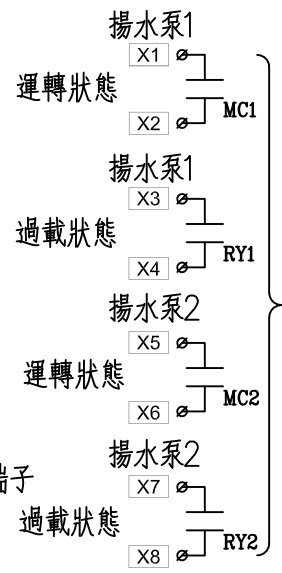 揚水泵1
X1
運轉狀態
MC1
X2
揚水泵1
X3
過載狀態
RY1
X4
揚水泵2
X5
運轉狀態
MC2
X6
揚水泵2
X7
端子
過載狀態
RY2
X8